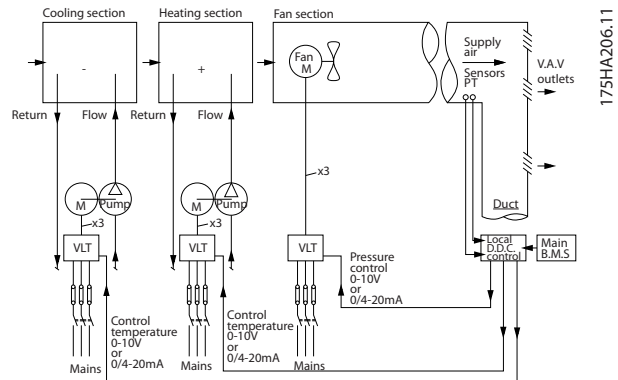 Cooling section
Heating section
Fan section
-
+
Fan
M
Supply
air
Sensors
PT
V.A.V
outlets
175HA206.11
Return
Flow
Return
Flow
M
Pump
M
Pump
x3
x3
x3
Duct
VLT
VLT
VLT
Local
D.D.C.
control
Main
B.M.S
Pressure
control
0-10V
or
0/4-20mA
Control
temperature
0-10V
or
0/4-20mA
Control
temperature
0-10V
or
0/4-20mA
Mains
Mains
Mains